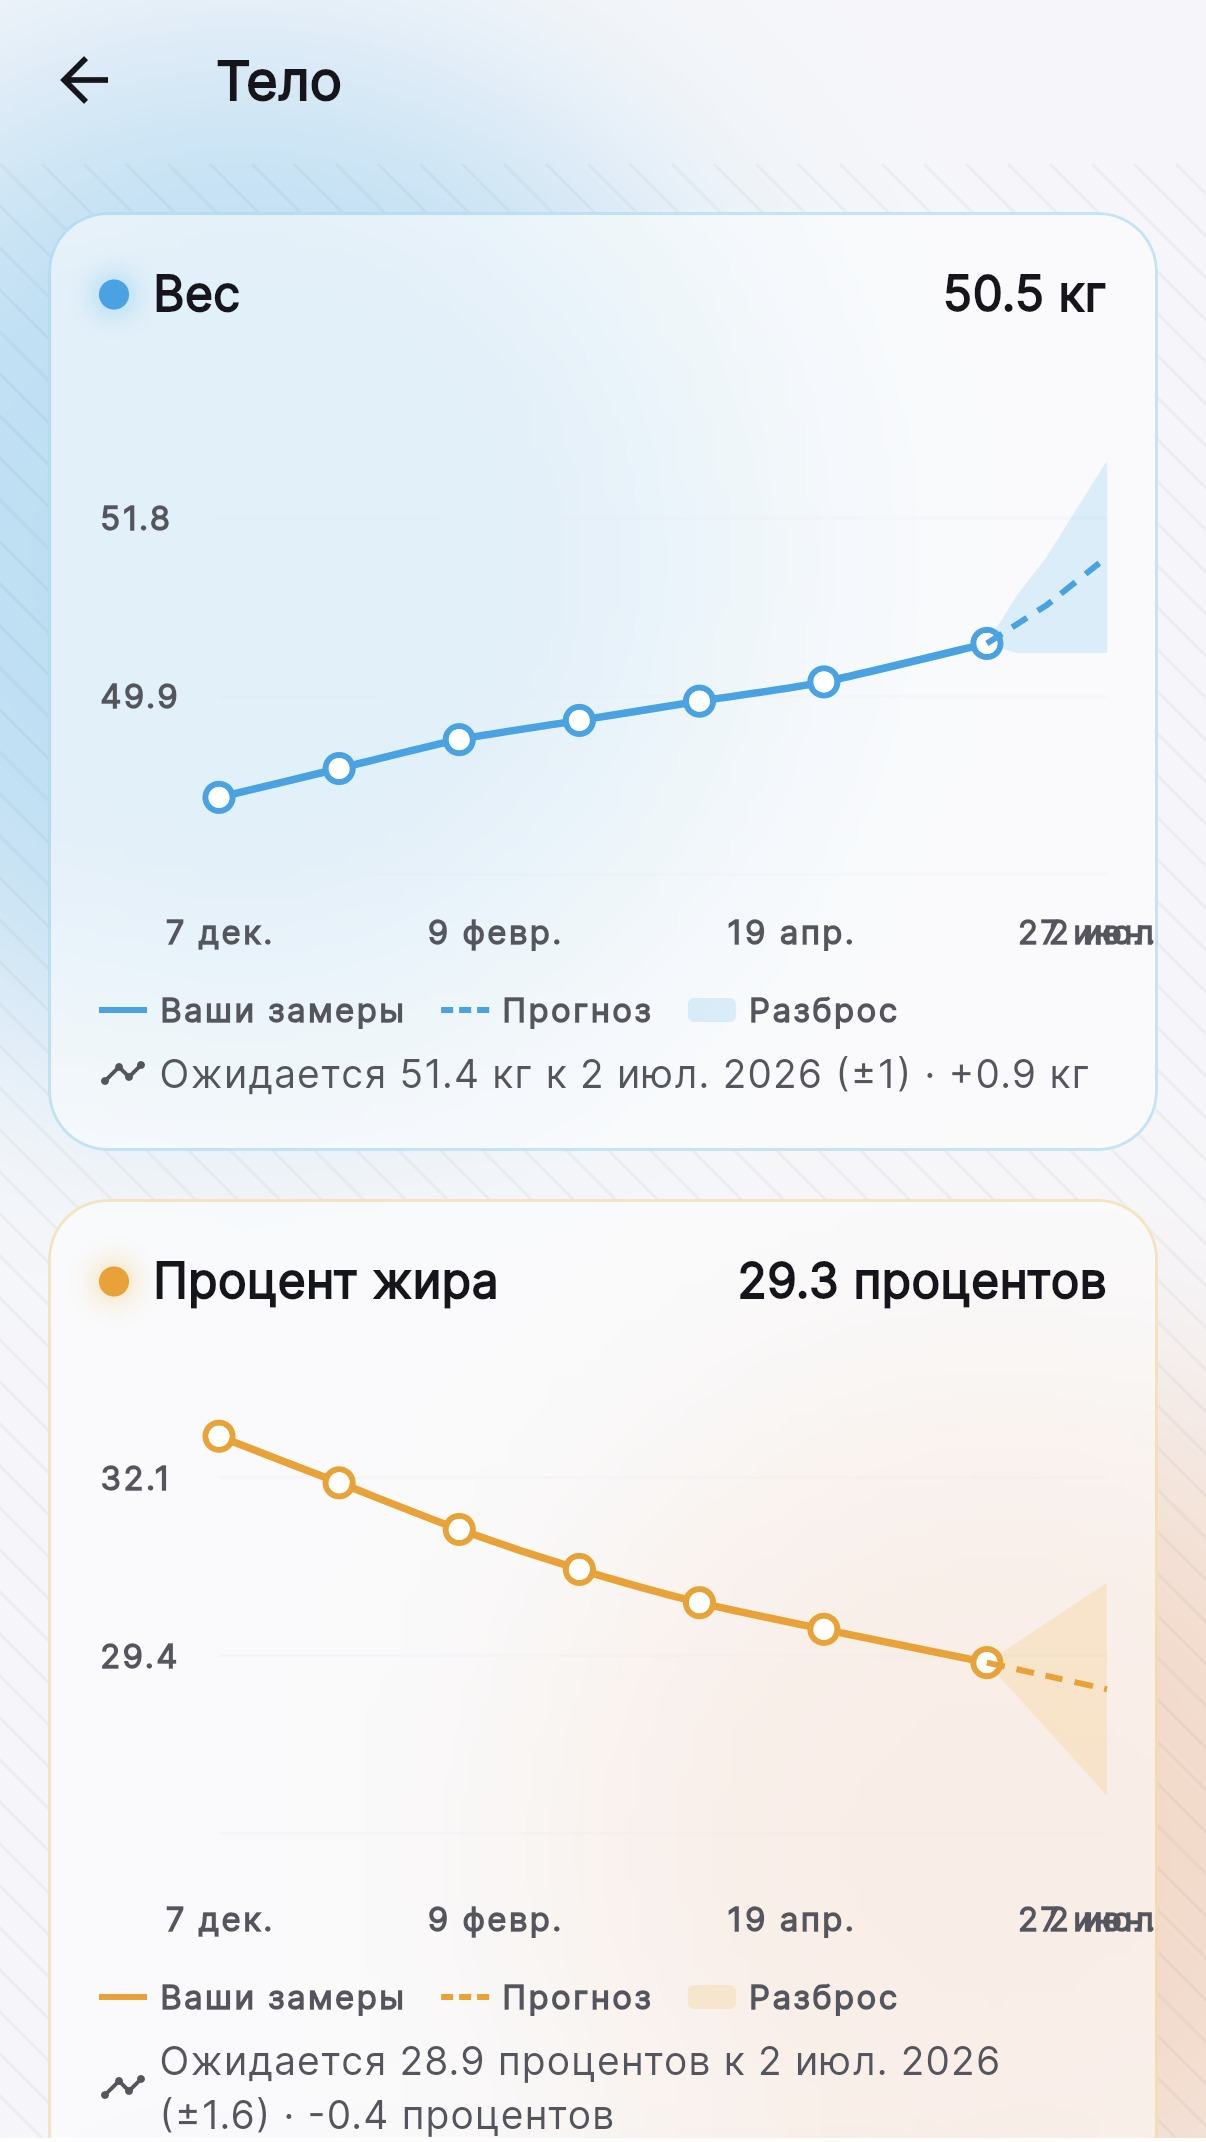 Тело
Вес 50.5 кг
51.8
49.9
7 дек. 9 февр. 19 апр.
Ваши замеры Прогноз Разброс
Ожидается 51.4 кг к 2 июл. 2026 (±1) · +0.9 кг
Процент жира 29.3 процентов
32.1
29.4
7 дек. 9 февр. 19 апр.
Ваши замеры Прогноз Разброс
Ожидается 28.9 процентов к 2 июл. 2026
(±1.6) · -0.4 процентов